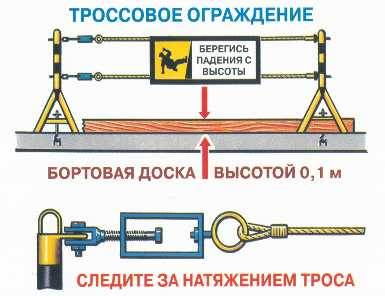 ТРОССОВОЕ ОГРАЖДЕНИЕ
БЕРЕГИСЬ
ПАДЕНИЯ С
ВЫСОТЫ
БОРТОВАЯ ДОСКА ВЫСОТОЙ 0,1 м
СЛЕДИТЕ ЗА НАТЯЖЕНИЕМ ТРОСА